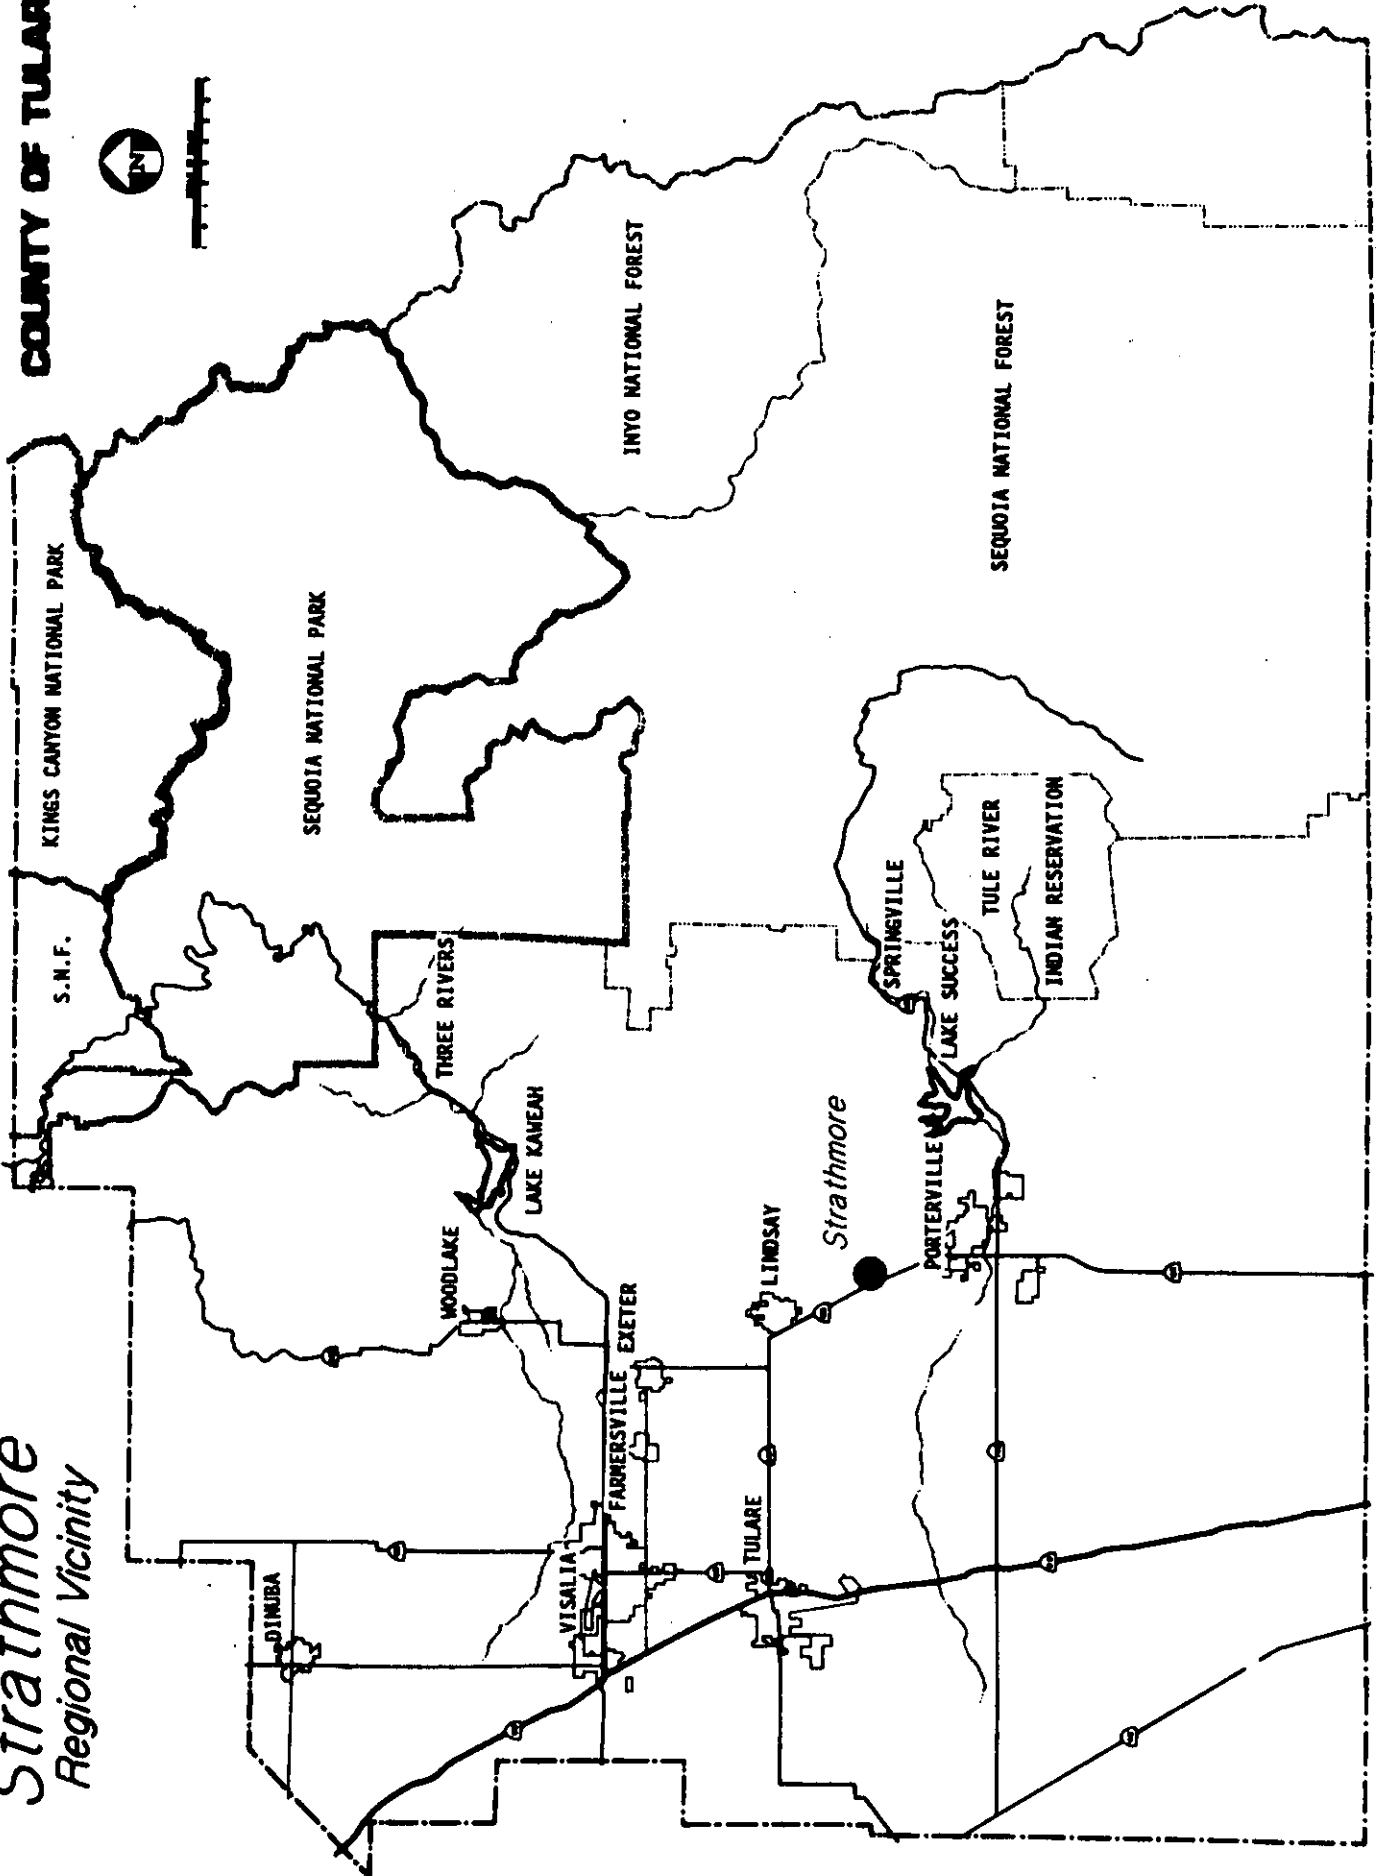 Strathmore
Regional Vicinity
COUNTY OF TULAR
N
KINGS CANYON NATIONAL PARK
S.N.F.
SEQUOIA NATIONAL PARK
INYO NATIONAL FOREST
SEQUOIA NATIONAL FOREST
THREE RIVERS
LAKE KAWEAH
WOODLAKE
DINUBA
VISALIA
FARMERSVILLE
EXETER
TULARE
LINDSAY
Strathmore
PORTERVILLE
SPRINGVILLE
LAKE SUCCESS
TULE RIVER
INDIAN RESERVATION